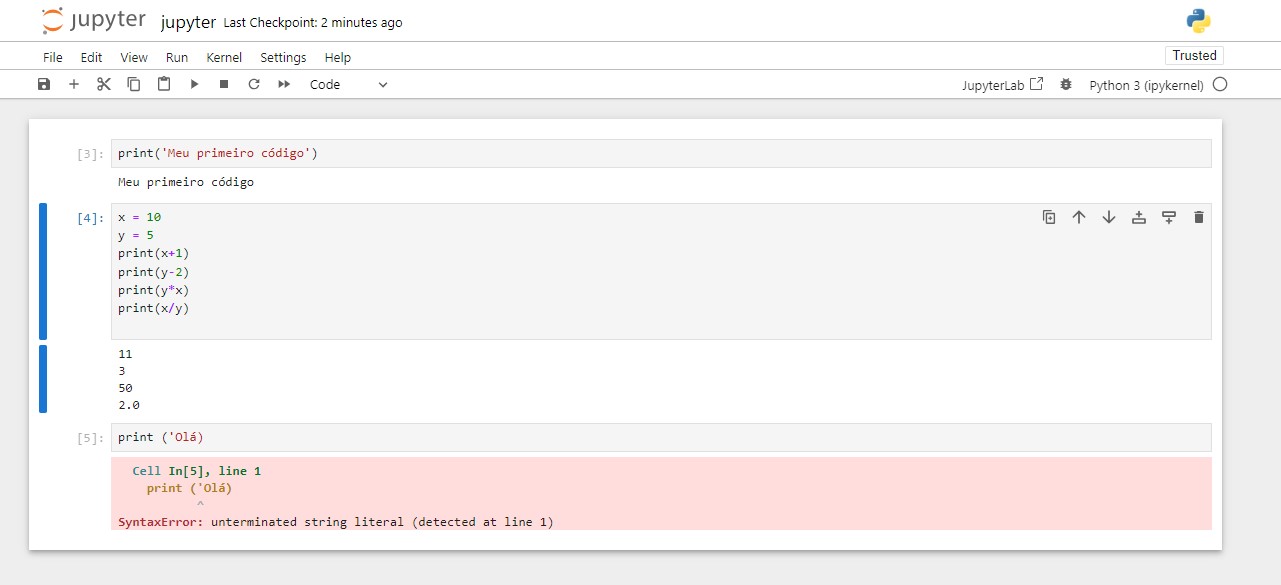 jupyter jupyter Last Checkpoint: 2 minutes ago
File Edit View Run Kernel Settings Help Trusted
Code JupyterLab Python 3 (ipykernel)
[3]: print('Meu primeiro código')
Meu primeiro código
[4]: x = 10
y = 5
print(x+1)
print(y-2)
print(y*x)
print(x/y)
11
3
50
2.0
[5]: print ('Olá)
Cell In[5], line 1
print ('Olá)
^
SyntaxError: unterminated string literal (detected at line 1)